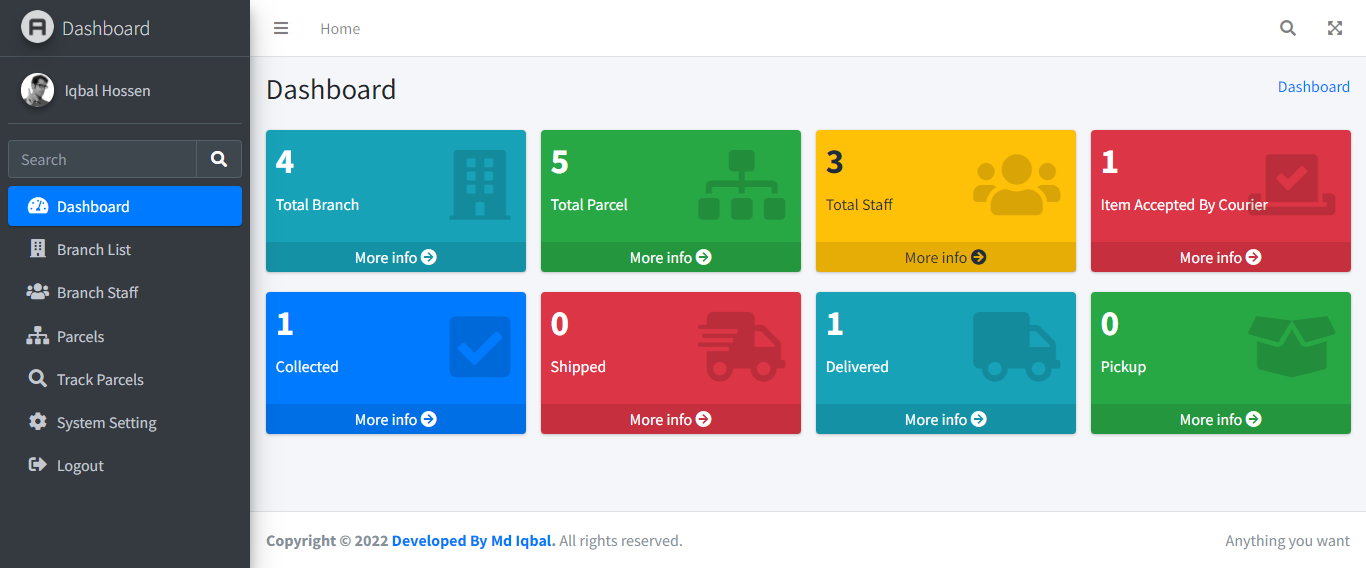 Dashboard
Iqbal Hossen
Search
Dashboard
Branch List
Branch Staff
Parcels
Track Parcels
System Setting
Logout
Home
Dashboard
Dashboard
4
Total Branch
More info
5
Total Parcel
More info
3
Total Staff
More info
1
Item Accepted By Courier
More info
1
Collected
More info
0
Shipped
More info
1
Delivered
More info
0
Pickup
More info
Copyright © 2022 Developed By Md Iqbal. All rights reserved.
Anything you want